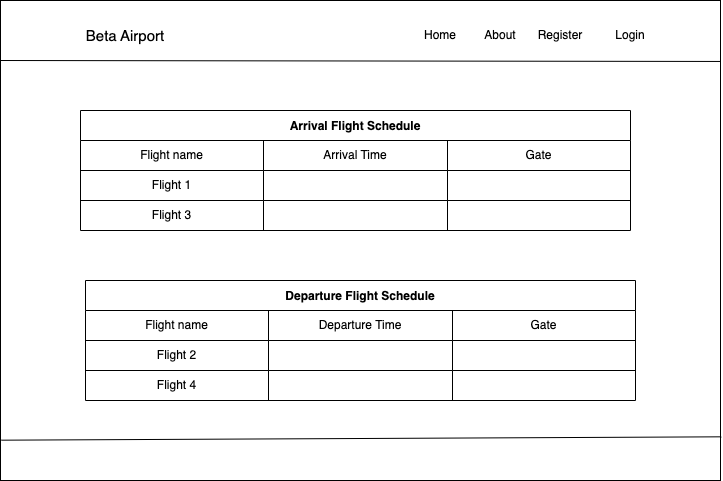 Beta Airport Home About Register Login
Arrival Flight Schedule
Flight name Arrival Time Gate
Flight 1
Flight 3
Departure Flight Schedule
Flight name Departure Time Gate
Flight 2
Flight 4